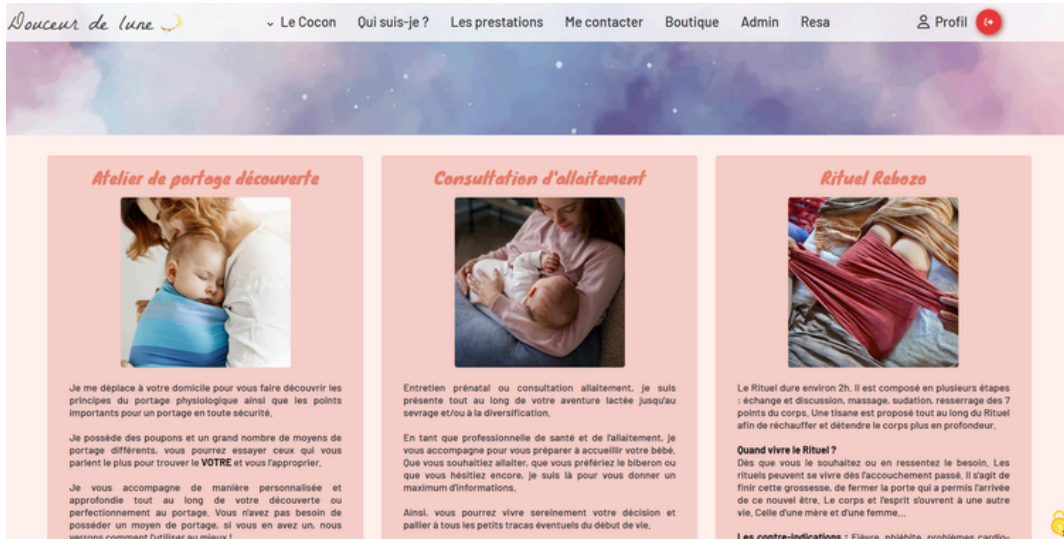 Douceur de lune
Le Cocon Qui suis-je ? Les prestations Me contacter Boutique Admin Resa Profil
Atelier de portage découverte
Je me déplace à votre domicile pour vous faire découvrir les
principes du portage physiologique ainsi que les points
importants pour un portage en toute sécurité.
Je possède des poupons et un grand nombre de moyens de
portage différents, vous pourrez essayer ceux qui vous
parlent le plus pour trouver le VOTRE et vous l'approprier.
Je vous accompagne de manière personnalisée et
approfondie tout au long de votre découverte ou
perfectionnement au portage. Vous n'avez pas besoin de
posséder un moyen de portage, si vous en avez un, nous
verrons comment l'utiliser au mieux !
Consultation d'allaitement
Entretien prénatal ou consultation allaitement, je suis
présente tout au long de votre aventure lactée jusqu'au
sevrage et/ou à la diversification.
En tant que professionnelle de santé et de l'allaitement, je
vous accompagne pour vous préparer à accueillir votre bébé.
Que vous souhaitiez allaiter, que vous préfériez le biberon ou
que vous hésitiez encore, je suis là pour vous donner un
maximum d'informations.
Ainsi, vous pourrez vivre sereinement votre décision et
pallier à tous les petits tracas éventuels du début de vie.
Rituel Rebozo
Le Rituel dure environ 2h. Il est composé en plusieurs étapes
: échange et discussion, massage, sudation, resserrage des 7
points du corps. Une tisane est proposé tout au long du Rituel
afin de réchauffer et détendre le corps plus en profondeur.
Quand vivre le Rituel ?
Dès que vous le souhaitez ou en ressentez le besoin. Les
rituels peuvent se vivre dès l'accouchement passé. Il s'agit de
finir cette grossesse, de fermer la porte qui a permis l'arrivée
de ce nouvel être. Le corps et l'esprit s'ouvrent à une autre
vie. Celle d'une mère et d'une femme...
Les contre-indications : Fièvre, phlébite, problèmes cardio-